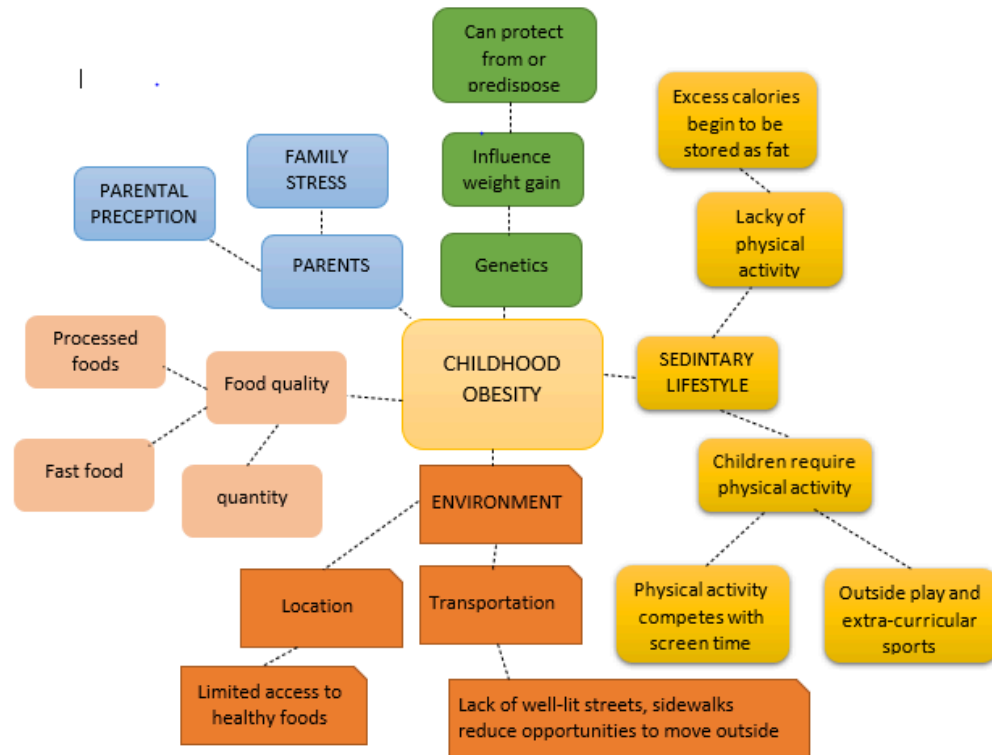 Can protect
from or
predispose
Influence
weight gain
Genetics
FAMILY
STRESS
PARENTAL
PRECEPTION
PARENTS
Excess calories
begin to be
stored as fat
Lacky of
physical
activity
SEDINTARY
LIFESTYLE
CHILDHOOD
OBESITY
Processed
foods
Food quality
Fast food
quantity
Children require
physical activity
Physical activity
competes with
screen time
Outside play and
extra-curricular
sports
ENVIRONMENT
Location
Transportation
Limited access to
healthy foods
Lack of well-lit streets, sidewalks
reduce opportunities to move outside